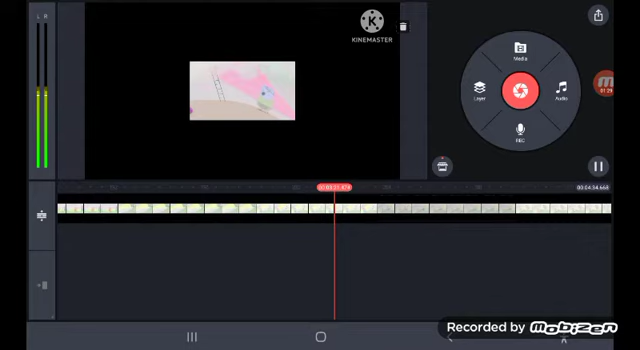 L R
K
KINEMASTER
Media
Layer
Audio
REC
00:04:34.668
Recorded by mobizen